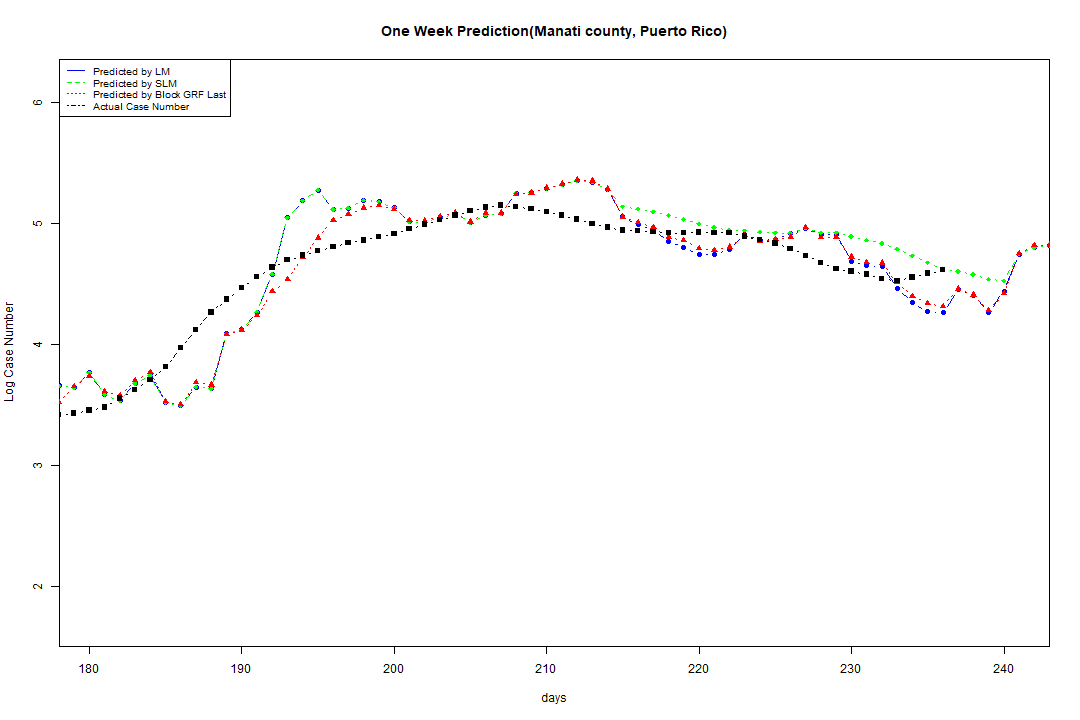 One Week Prediction(Manati county, Puerto Rico)
Predicted by LM
Predicted by SLM
Predicted by Block GRF Last
Actual Case Number
Log Case Number
6
5
4
3
2
180 190 200 210 220 230 240
days